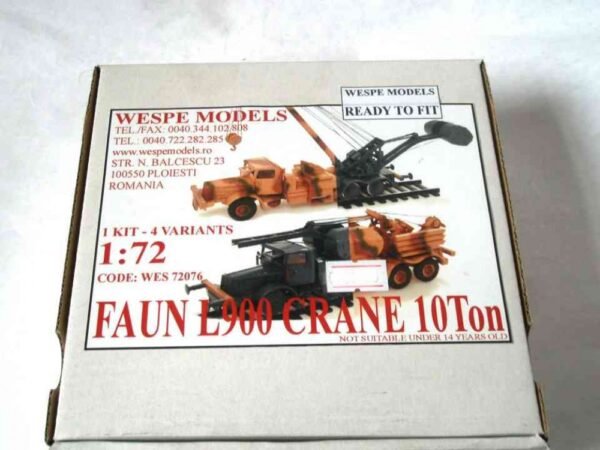 WESPE MODELS
TEL./FAX: 0040.344.102.808
TEL.: 0040.722.282.285
www.wespemodels.ro
STR. N. BALCESCU 23
100550 PLOIESTI
ROMANIA
WESPE MODELS
READY TO FIT
1 KIT - 4 VARIANTS
1:72
CODE: WES 72076
FAUN L900 CRANE 10Ton
NOT SUITABLE UNDER 14 YEARS OLD